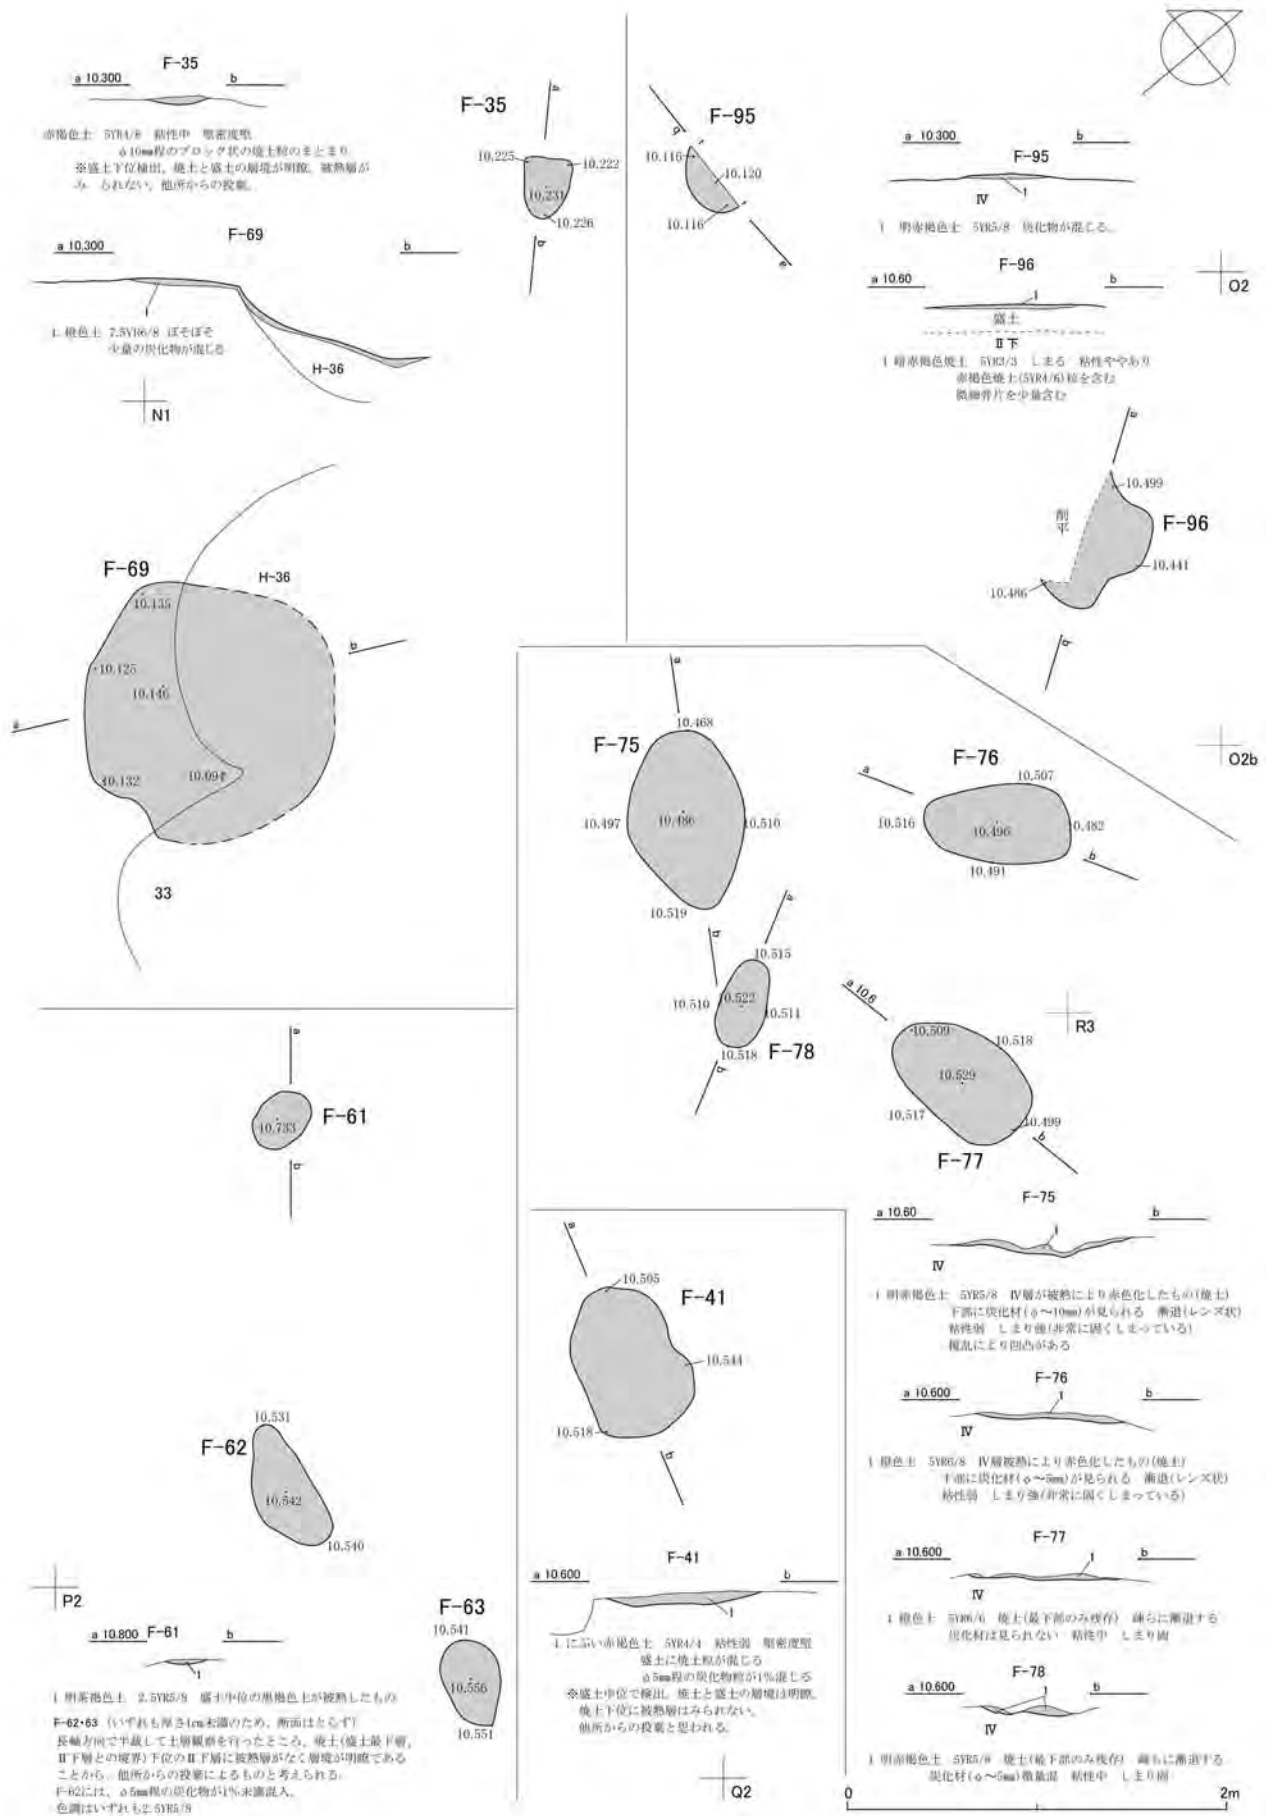 F-35
a 10.300 b
赤褐色土 5YR4/8 粘性中 堅密度堅
φ10mm程のブロック状の焼土粒のまとまり
※盛土下位検出。焼土と盛土の層境が明瞭。被熱層が
み られない。他所からの投棄。
F-69
a 10.300 b
1
1. 橙色土 7.5YR6/8 ぼそぼそ
少量の炭化物が混じる
H-36
N1
F-35
a
10.225
10.222
10.231
10.226
b
F-95
b
10.116
10.120
10.116
a
a 10.300 b
F-95
IV
1
1 明赤褐色土 5YR5/8 炭化物が混じる。
F-96
a 10.60 b
1
盛土
II下
1 暗赤褐色焼土 5YR3/3 しまる 粘性ややあり
赤褐色焼土(5YR4/6)粒を含む
微細骨片を少量含む
O2
a
10.499
削平
F-96
10.441
10.486
b
O2b
F-69
H-36
10.135
10.125
10.146
10.132
10.094
a
b
33
a
10.468
F-75
10.497
10.486
10.510
10.519
b
F-76
a
10.507
10.516
10.496
10.482
10.491
b
a
10.515
10.510
10.522
10.511
10.518
F-78
b
a 10.6
R3
10.509
10.518
10.529
10.517
10.499
b
F-77
a
F-61
10.733
b
F-62
10.531
10.542
10.540
P2
F-63
10.541
10.556
10.551
a 10.800 F-61 b
1
1 明茶褐色土 2.5YR5/8 盛土中位の黒褐色土が被熱したもの
F-62・63 (いずれも厚さ1cm未満のため、断面はとらず)
長軸方向で半裁して土層観察を行ったところ、焼土(盛土最下層、
II下層との境界)下位のII下層に被熱層がなく層境が明瞭である
ことから、他所からの投棄によるものと考えられる。
F-62には、φ5mm程の炭化物が1%未満混入。
色調はいずれも2.5YR5/8
a
10.505
F-41
10.544
10.518
b
F-41
a 10.600 b
1
1. にぶい赤褐色土 5YR4/4 粘性弱 堅密度堅
盛土に焼土粒が混じる
φ5mm程の炭化物粒が1%混じる
※盛土中位で検出。焼土と盛土の層境は明瞭。
焼土下位に被熱層はみられない。
他所からの投棄と思われる。
Q2
F-75
a 10.60 b
1
IV
1 明赤褐色土 5YR5/8 IV層が被熱により赤色化したもの(焼土)
下部に炭化材(φ～10mm)が見られる 漸退(レンズ状)
粘性弱 しまり強(非常に固くしまっている)
攪乱により凹凸がある
F-76
a 10.600 b
1
IV
1 橙色土 5YR6/8 IV層被熱により赤色化したもの(焼土)
下部に炭化材(φ～5mm)が見られる 漸退(レンズ状)
粘性弱 しまり強(非常に固くしまっている)
F-77
a 10.600 b
1
IV
1 橙色土 5YR6/6 焼土(最下部のみ残存) 疎らに漸退する
炭化材は見られない 粘性中 しまり固
F-78
a 10.600 b
1
IV
1 明赤褐色土 5YR5/8 焼土(最下部のみ残存) 疎らに漸退する
炭化材(φ～5mm)微量混 粘性中 しまり固
0 2m